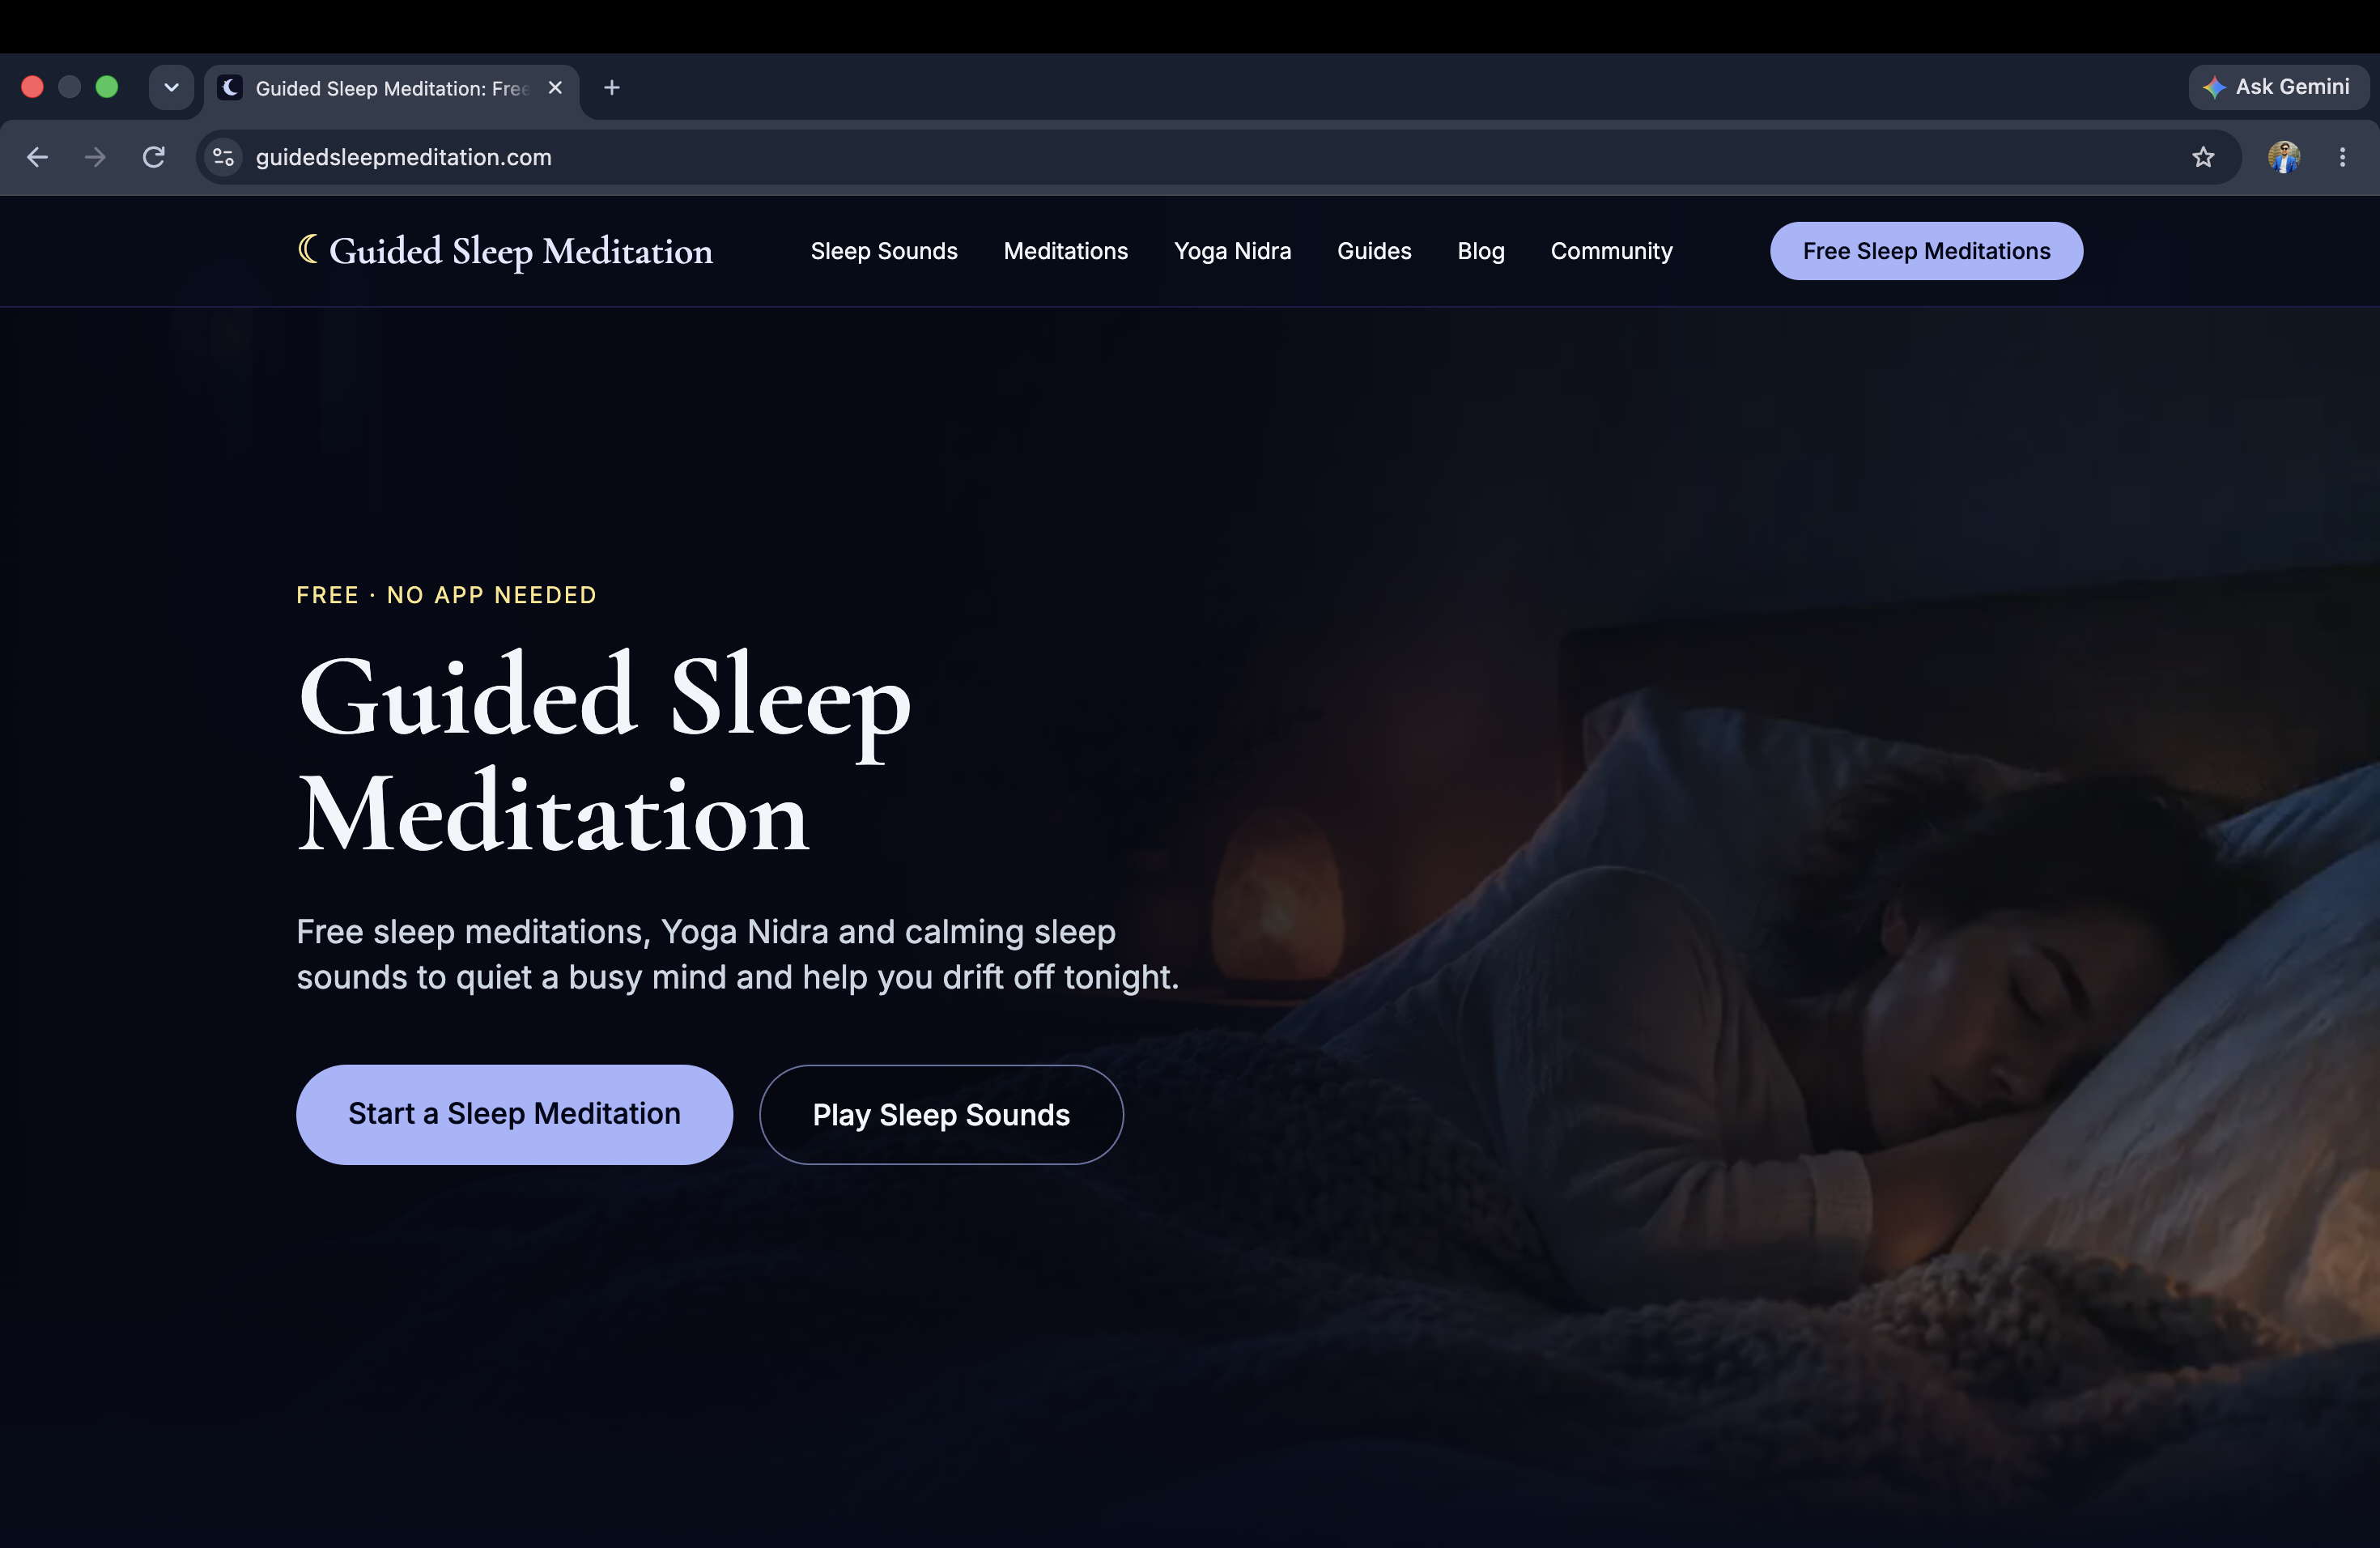 Guided Sleep Meditation: Free
Ask Gemini
guidedsleepmeditation.com
Guided Sleep Meditation
Sleep Sounds
Meditations
Yoga Nidra
Guides
Blog
Community
Free Sleep Meditations
FREE · NO APP NEEDED
Guided Sleep
Meditation
Free sleep meditations, Yoga Nidra and calming sleep
sounds to quiet a busy mind and help you drift off tonight.
Start a Sleep Meditation
Play Sleep Sounds